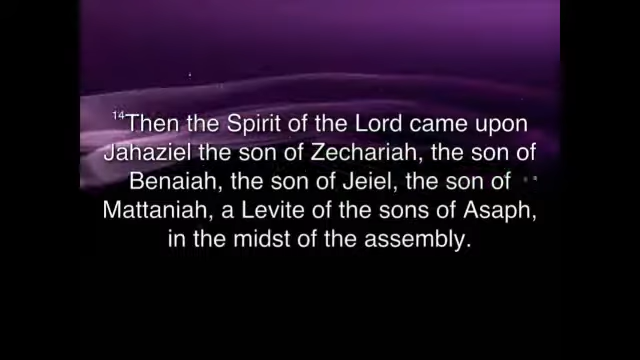 14Then the Spirit of the Lord came upon
Jahaziel the son of Zechariah, the son of
Benaiah, the son of Jeiel, the son of
Mattaniah, a Levite of the sons of Asaph,
in the midst of the assembly.